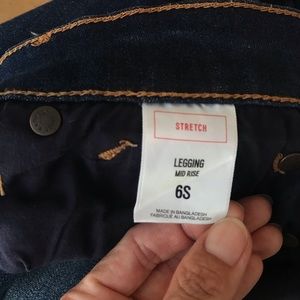 STRETCH
LEGGING
MID RISE
6S
MADE IN BANGLADESH
FABRIQUÉ AU BANGLADESH